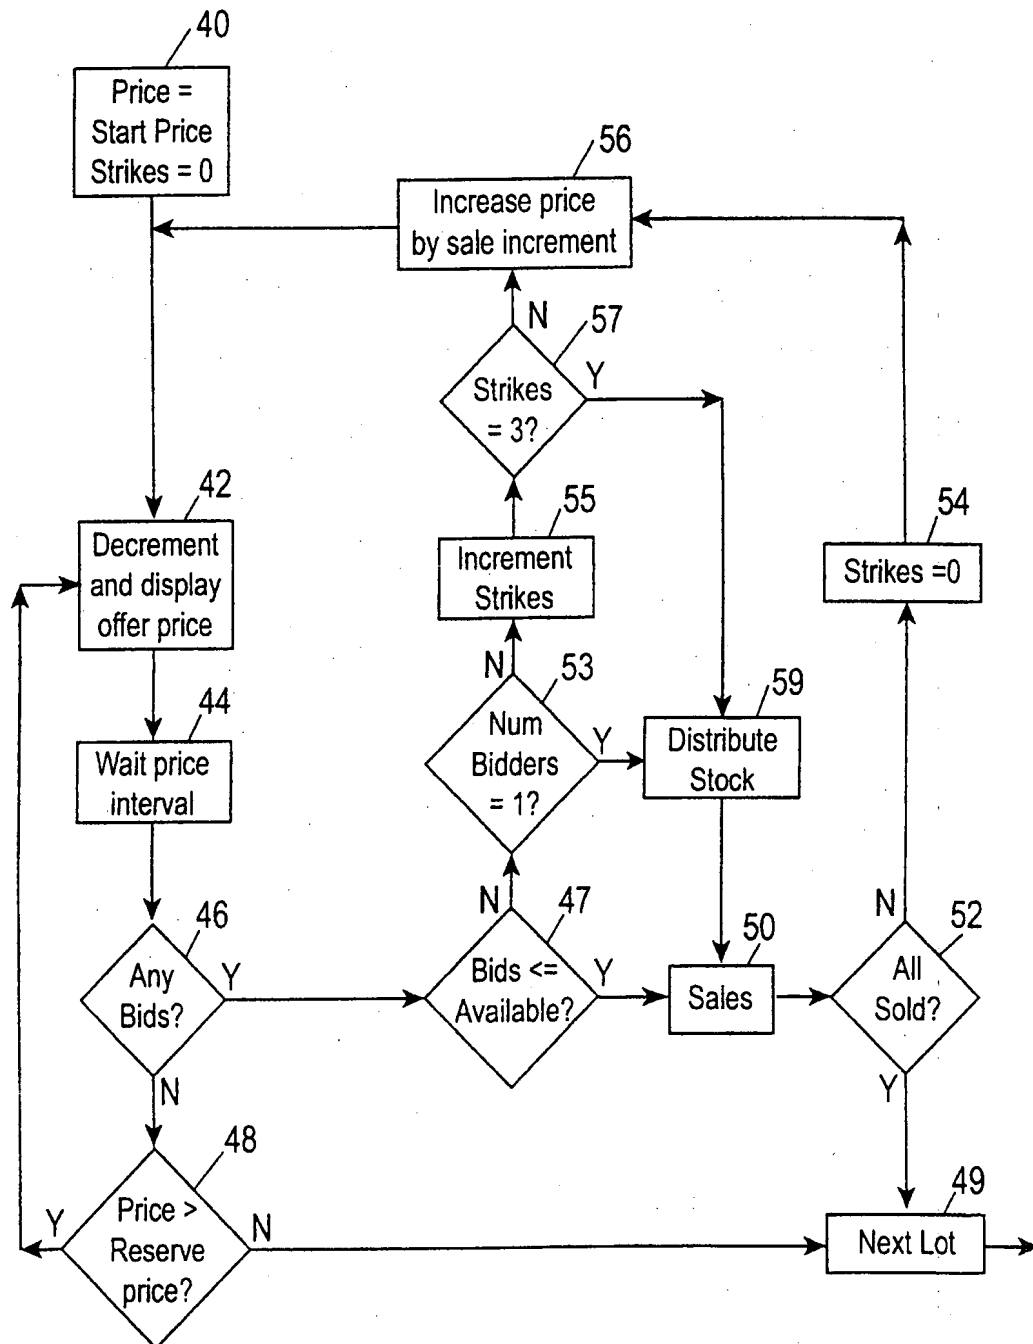 40
Price =
Start Price
Strikes = 0
56
Increase price
by sale increment
N
57
Strikes
= 3?
Y
42
Decrement
and display
offer price
55
Increment
Strikes
54
Strikes =0
N
53
Num
Bidders
= 1?
Y
59
Distribute
Stock
44
Wait price
interval
46
Any
Bids?
Y
N
N
47
Bids <=
Available?
Y
50
Sales
N
52
All
Sold?
Y
48
Price >
Reserve
price?
Y
N
49
Next Lot